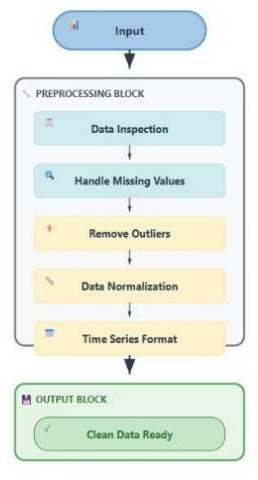 Input
PREPROCESSING BLOCK
Data Inspection
Handle Missing Values
Remove Outliers
Data Normalization
Time Series Format
OUTPUT BLOCK
Clean Data Ready